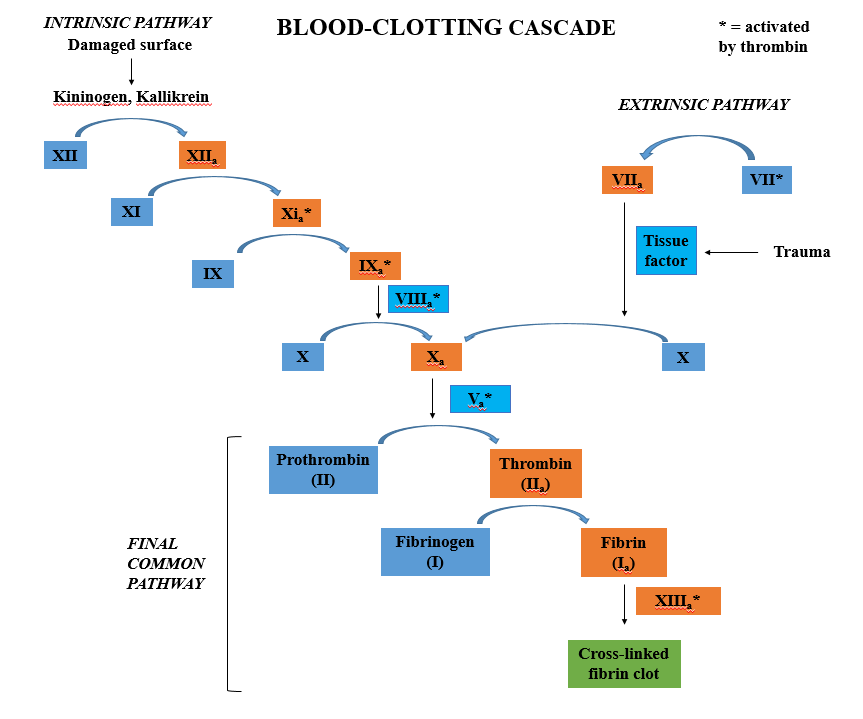 INTRINSIC PATHWAY
BLOOD-CLOTTING CASCADE
* = activated
by thrombin
Damaged surface
Kininogen, Kallikrein
EXTRINSIC PATHWAY
XII
XIIₐ
VIIₐ
VII*
XI
Xiₐ*
Tissue
factor
Trauma
IX
IXₐ*
VIIIₐ*
X
Xₐ
X
Vₐ*
Prothrombin
(II)
Thrombin
(IIₐ)
FINAL
COMMON
PATHWAY
Fibrinogen
(I)
Fibrin
(Iₐ)
XIIIₐ*
Cross-linked
fibrin clot